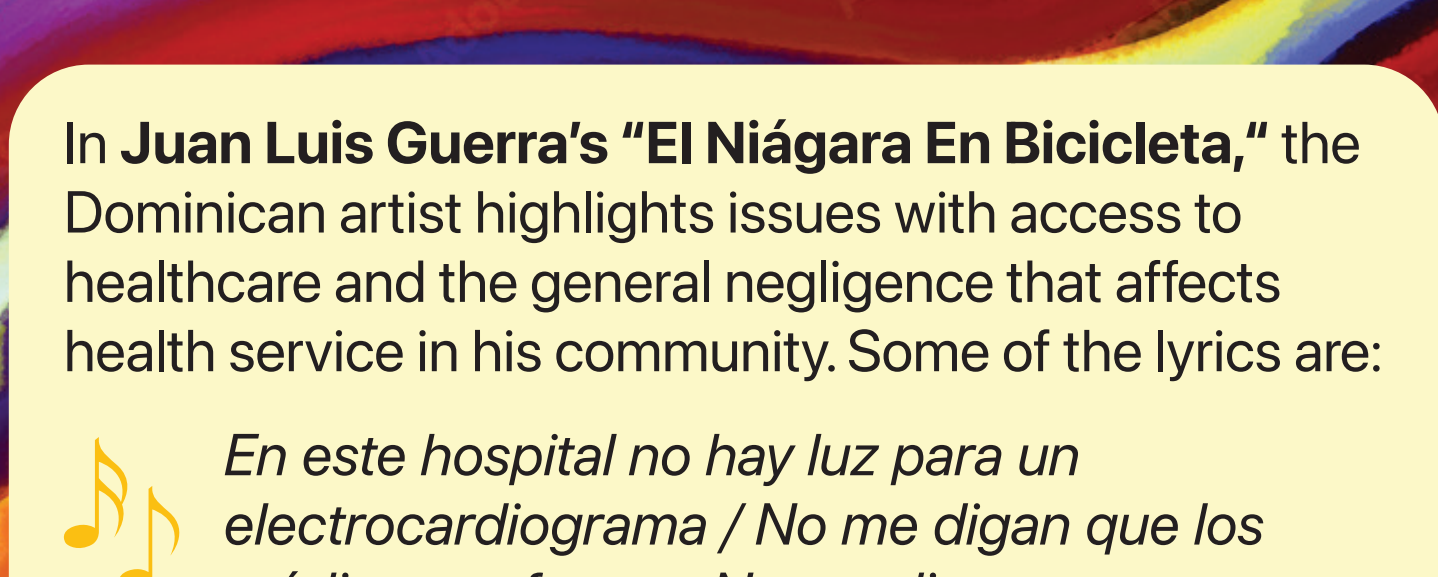 In Juan Luis Guerra’s “El Niágara En Bicicleta,“ the
Dominican artist highlights issues with access to
healthcare and the general negligence that affects
health service in his community. Some of the lyrics are:
En este hospital no hay luz para un
electrocardiograma / No me digan que los